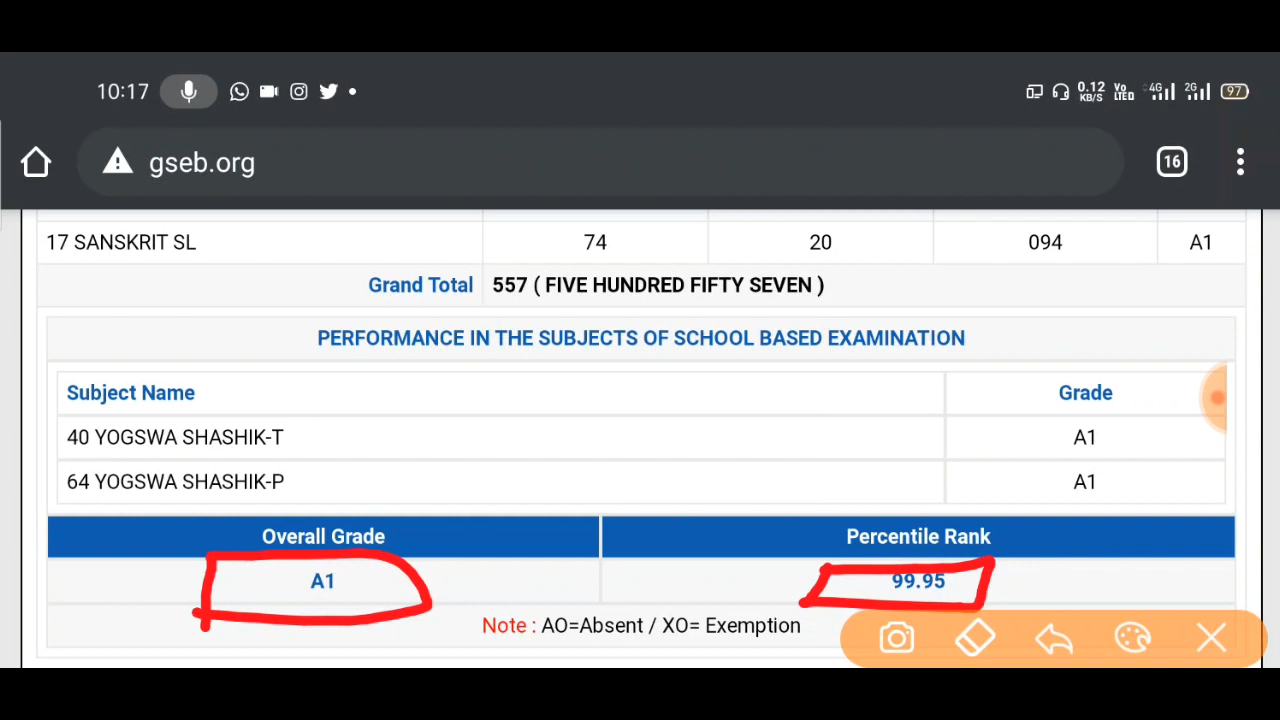 10:17 0.12 KB/S Vo LTED 4G 2G 97
gseb.org 16
17 SANSKRIT SL 74 20 094 A1
Grand Total 557 ( FIVE HUNDRED FIFTY SEVEN )
PERFORMANCE IN THE SUBJECTS OF SCHOOL BASED EXAMINATION
Subject Name Grade
40 YOGSWA SHASHIK-T A1
64 YOGSWA SHASHIK-P A1
Overall Grade Percentile Rank
A1 99.95
Note : AO=Absent / XO= Exemption